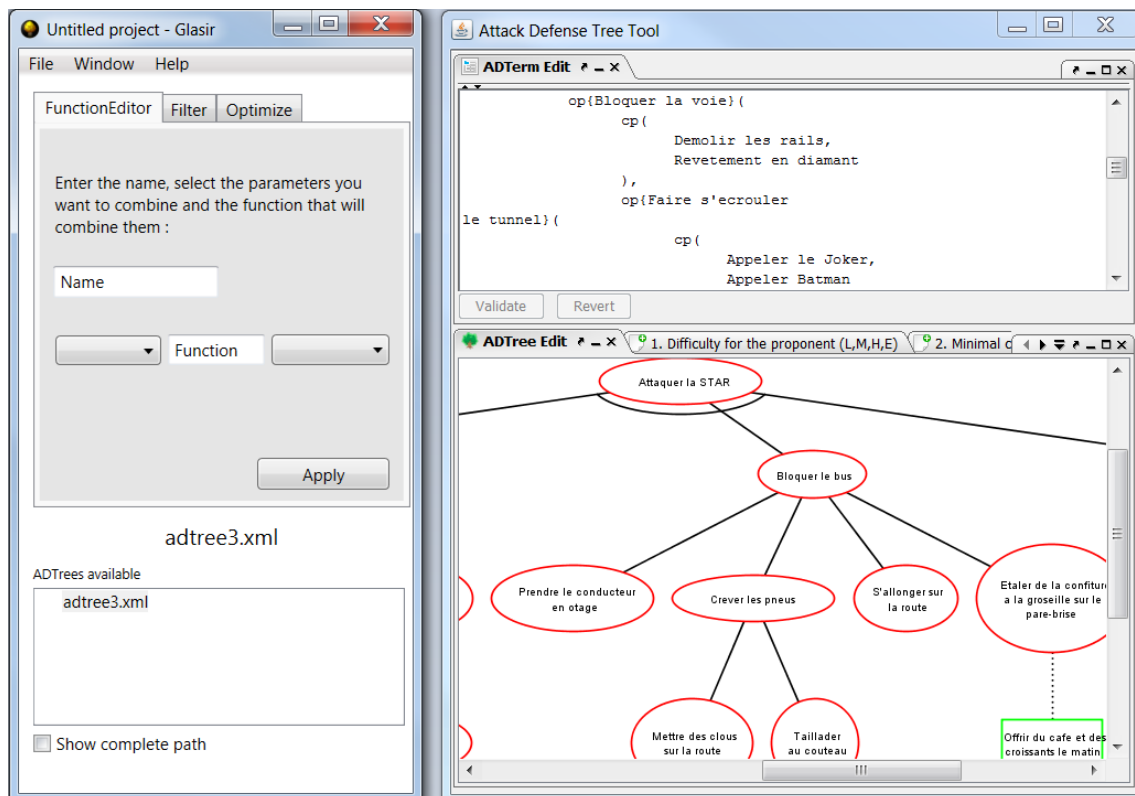 Untitled project - Glasir
File Window Help
FunctionEditor Filter Optimize
Enter the name, select the parameters you
want to combine and the function that will
combine them :
Name
Function
Apply
adtree3.xml
ADTrees available
adtree3.xml
Show complete path
Attack Defense Tree Tool
ADTerm Edit
op{Bloquer la voie}(
cp(
Demolir les rails,
Revetement en diamant
),
op{Faire s'ecrouler
le tunnel}(
cp(
Appeler le Joker,
Appeler Batman
Validate Revert
ADTree Edit 1. Difficulty for the proponent (L,M,H,E) 2. Minimal c
Attaquer la STAR
Bloquer le bus
Prendre le conducteur
en otage
Crever les pneus
S'allonger sur
la route
Etaler de la confiture
a la groseille sur le
pare-brise
Mettre des clous
sur la route
Taillader
au couteau
Offrir du cafe et des
croissants le matin